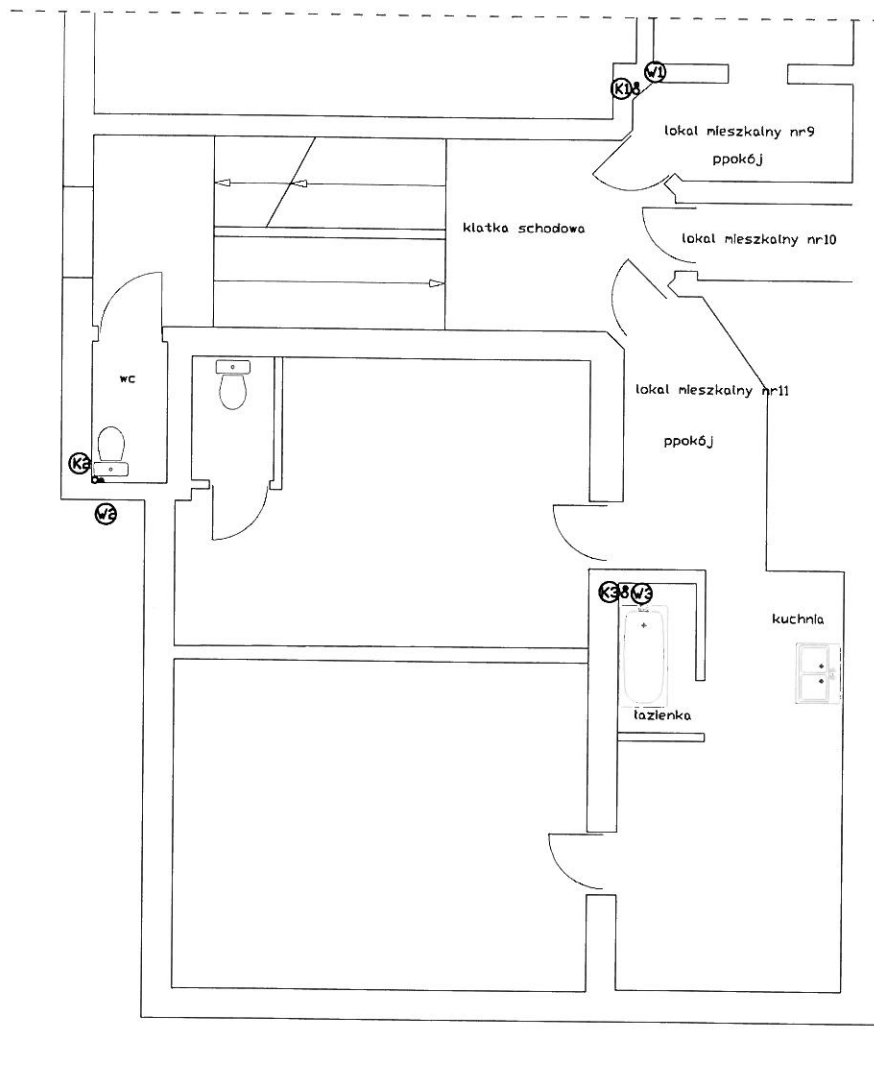 W1
K1
lokal mieszkalny nr9
ppokój
klatka schodowa
lokal mieszkalny nr10
wc
lokal mieszkalny nr11
ppokój
K2
W2
K3 W3
kuchnia
łazienka